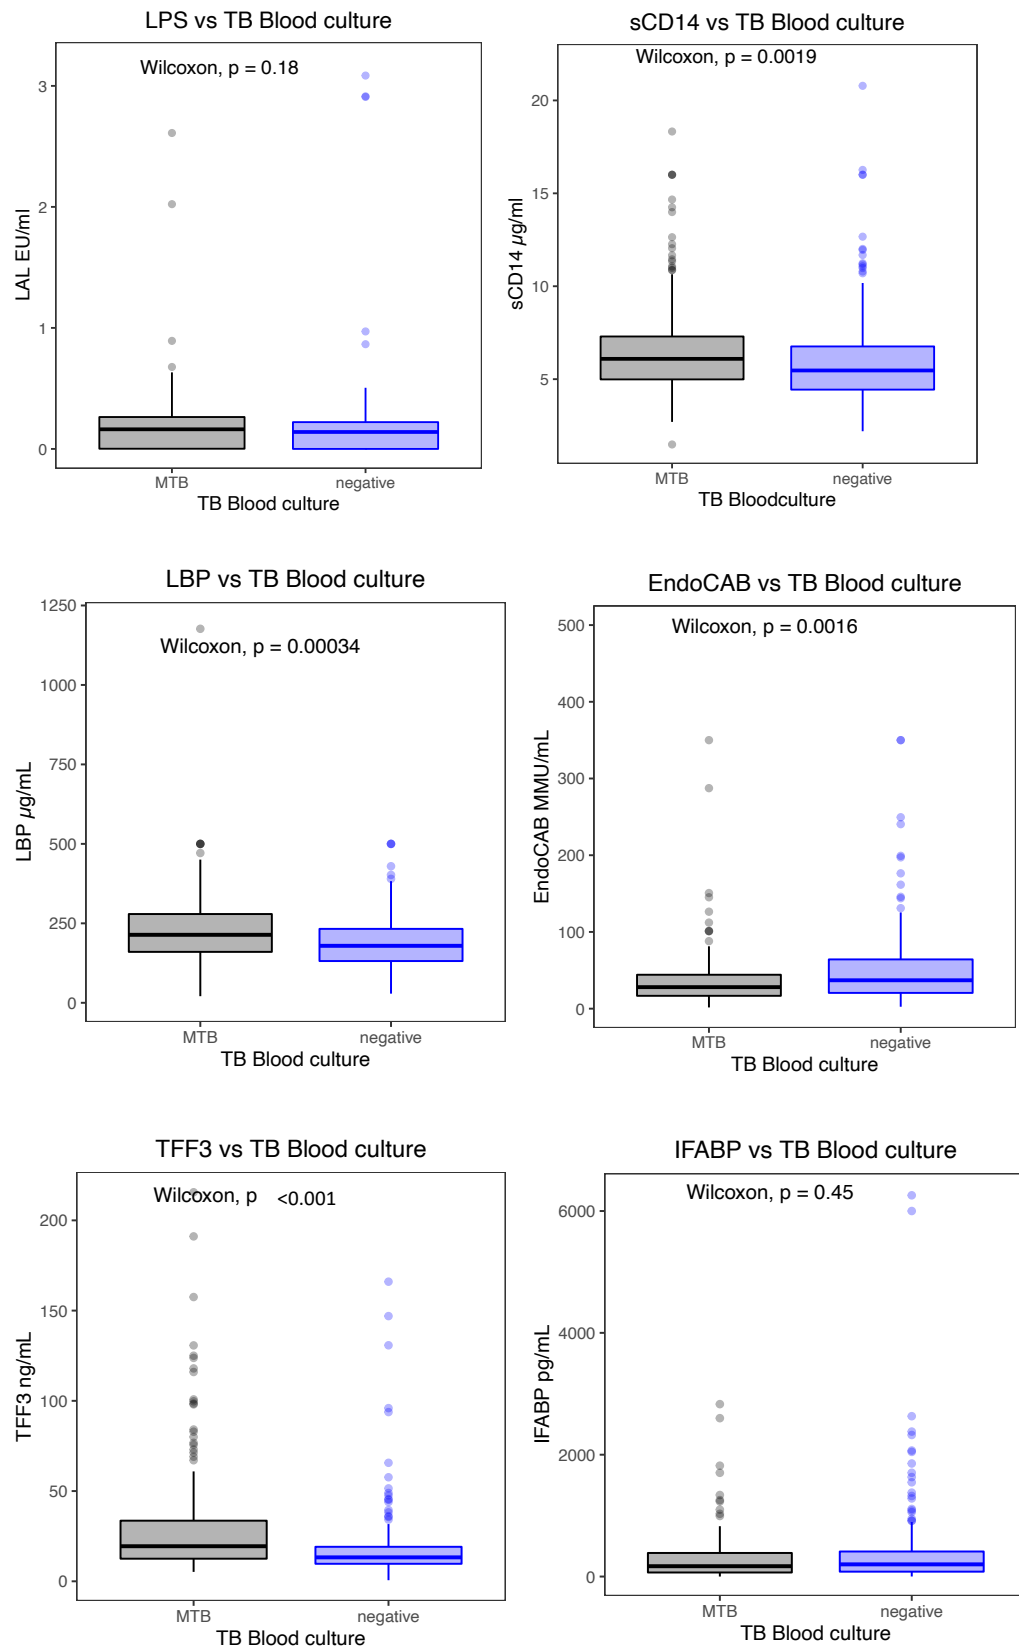 LPS vs TB Blood culture
Wilcoxon, p = 0.18
LAL EU/ml
3
2
1
0
MTB negative
TB Blood culture
sCD14 vs TB Blood culture
Wilcoxon, p = 0.0019
sCD14 µg/ml
20
15
10
5
MTB negative
TB Bloodculture
LBP vs TB Blood culture
Wilcoxon, p = 0.00034
LBP µg/mL
1250
1000
750
500
250
0
MTB negative
TB Blood culture
EndoCAB vs TB Blood culture
Wilcoxon, p = 0.0016
EndoCAB MMU/mL
500
400
300
200
100
0
MTB negative
TB Blood culture
TFF3 vs TB Blood culture
Wilcoxon, p <0.001
TFF3 ng/mL
200
150
100
50
0
MTB negative
TB Blood culture
IFABP vs TB Blood culture
Wilcoxon, p = 0.45
IFABP pg/mL
6000
4000
2000
0
MTB negative
TB Blood culture